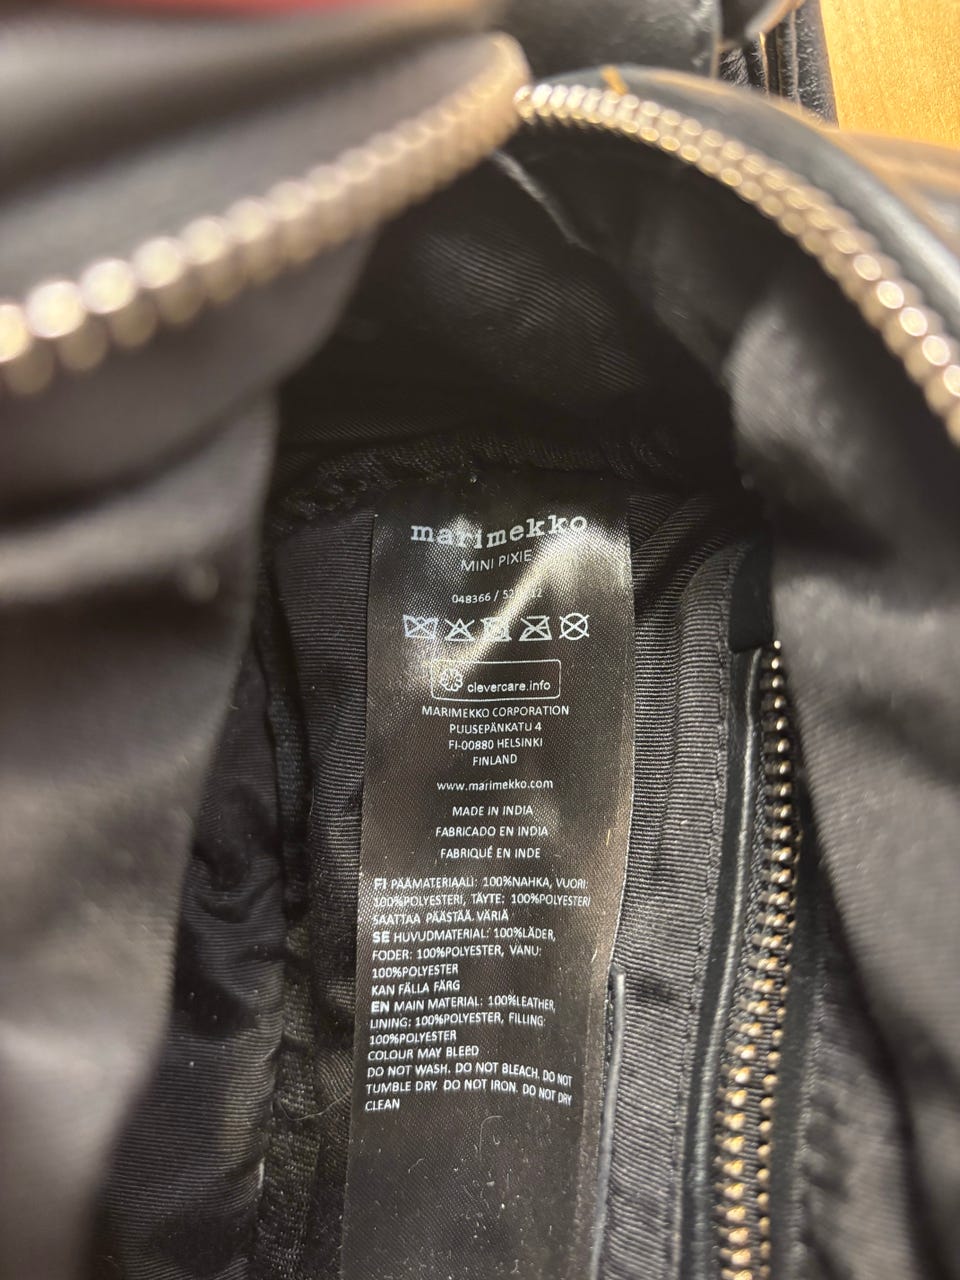 marimekko
MINI PIXIE
048366 /
clevercare.info
MARIMEKKO CORPORATION
PUUSEPÄNKATU 4
FI-00880 HELSINKI
FINLAND
www.marimekko.com
MADE IN INDIA
FABRICADO EN INDIA
FABRIQUÉ EN INDE
FI PÄÄMATERIAALI: 100%NAHKA, VUORI:
100%POLYESTERI, TÄYTE: 100%POLYESTERI
SAATTAA PÄÄSTÄÄ VÄRIÄ
SE HUVUDMATERIAL: 100%LÄDER,
FODER: 100%POLYESTER, VANU:
100%POLYESTER
KAN FÄLLA FÄRG
EN MAIN MATERIAL: 100%LEATHER,
LINING: 100%POLYESTER, FILLING:
100%POLYESTER
COLOUR MAY BLEED
DO NOT WASH. DO NOT BLEACH. DO NOT
TUMBLE DRY. DO NOT IRON. DO NOT DRY
CLEAN